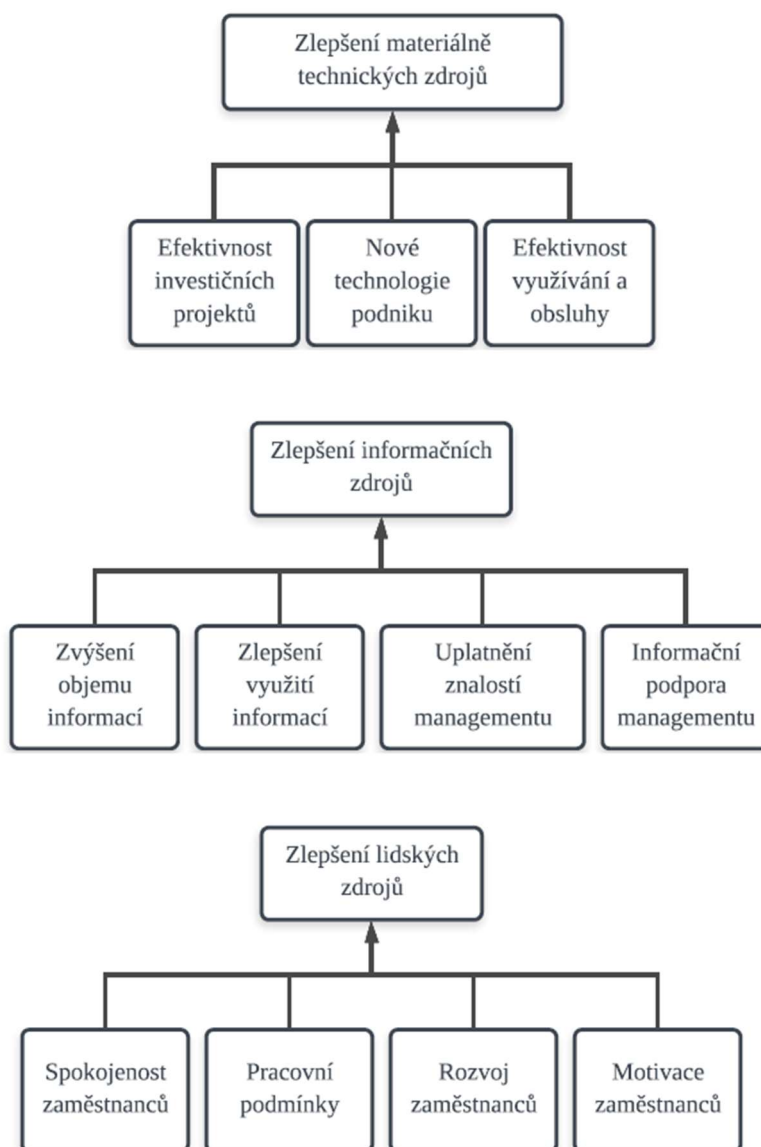 Zlepšení materiálně
technických zdrojů
Efektivnost
investičních
projektů
Nové
technologie
podniku
Efektivnost
využívání a
obsluhy
Zlepšení informačních
zdrojů
Zvýšení
objemu
informací
Zlepšení
využití
informací
Uplatnění
znalostí
managementu
Informační
podpora
managementu
Zlepšení lidských
zdrojů
Spokojenost
zaměstnanců
Pracovní
podmínky
Rozvoj
zaměstnanců
Motivace
zaměstnanců